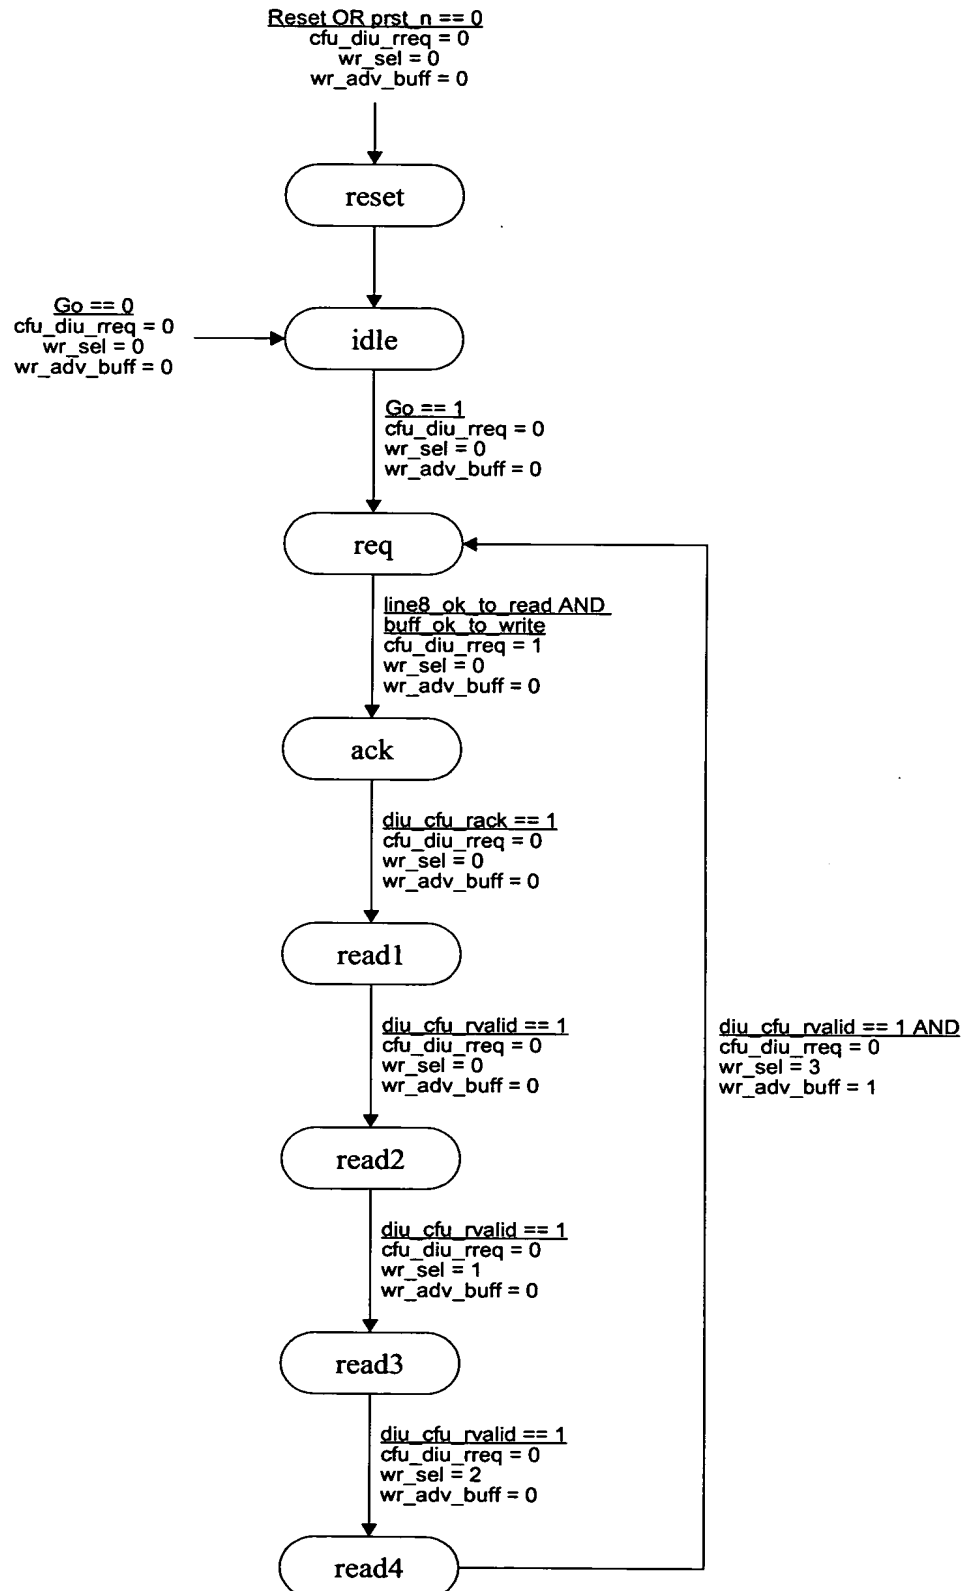 Reset OR prst_n == 0
cfu_diu_rreq = 0
wr_sel = 0
wr_adv_buff = 0
reset
Go == 0
cfu_diu_rreq = 0
wr_sel = 0
wr_adv_buff = 0
idle
Go == 1
cfu_diu_rreq = 0
wr_sel = 0
wr_adv_buff = 0
req
line8_ok_to_read AND
buff_ok_to_write
cfu_diu_rreq = 1
wr_sel = 0
wr_adv_buff = 0
ack
diu_cfu_rack == 1
cfu_diu_rreq = 0
wr_sel = 0
wr_adv_buff = 0
read1
diu_cfu_rvalid == 1
cfu_diu_rreq = 0
wr_sel = 0
wr_adv_buff = 0
diu_cfu_rvalid == 1 AND
cfu_diu_rreq = 0
wr_sel = 3
wr_adv_buff = 1
read2
diu_cfu_rvalid == 1
cfu_diu_rreq = 0
wr_sel = 1
wr_adv_buff = 0
read3
diu_cfu_rvalid == 1
cfu_diu_rreq = 0
wr_sel = 2
wr_adv_buff = 0
read4